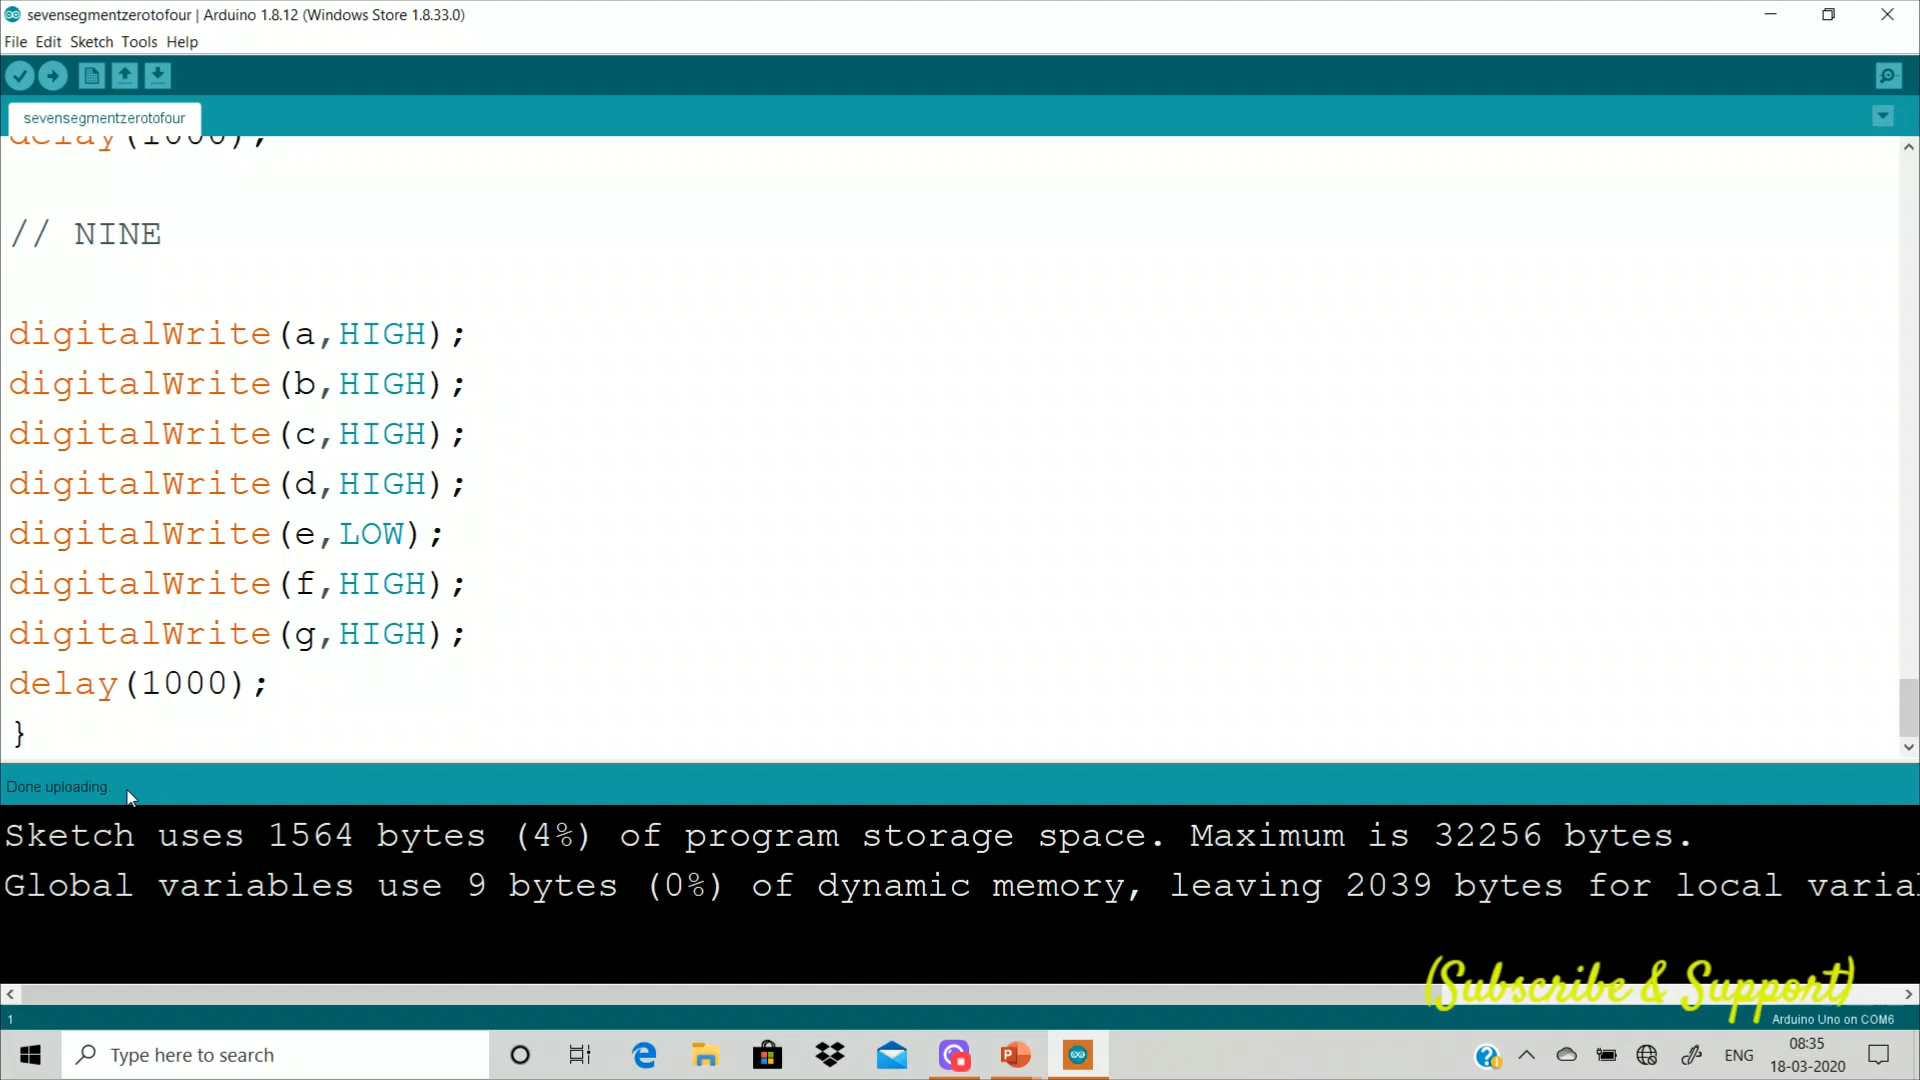 sevensegmentzerotofour | Arduino 1.8.12 (Windows Store 1.8.33.0)
File Edit Sketch Tools Help
sevensegmentzerotofour
delay(1000);
// NINE
digitalWrite(a,HIGH);
digitalWrite(b,HIGH);
digitalWrite(c,HIGH);
digitalWrite(d,HIGH);
digitalWrite(e,LOW);
digitalWrite(f,HIGH);
digitalWrite(g,HIGH);
delay(1000);
}
Done uploading.
Sketch uses 1564 bytes (4%) of program storage space. Maximum is 32256 bytes.
Global variables use 9 bytes (0%) of dynamic memory, leaving 2039 bytes for local
(Subscribe & Support)
1
Arduino Uno on COM6
Type here to search
ENG
08:35
18-03-2020